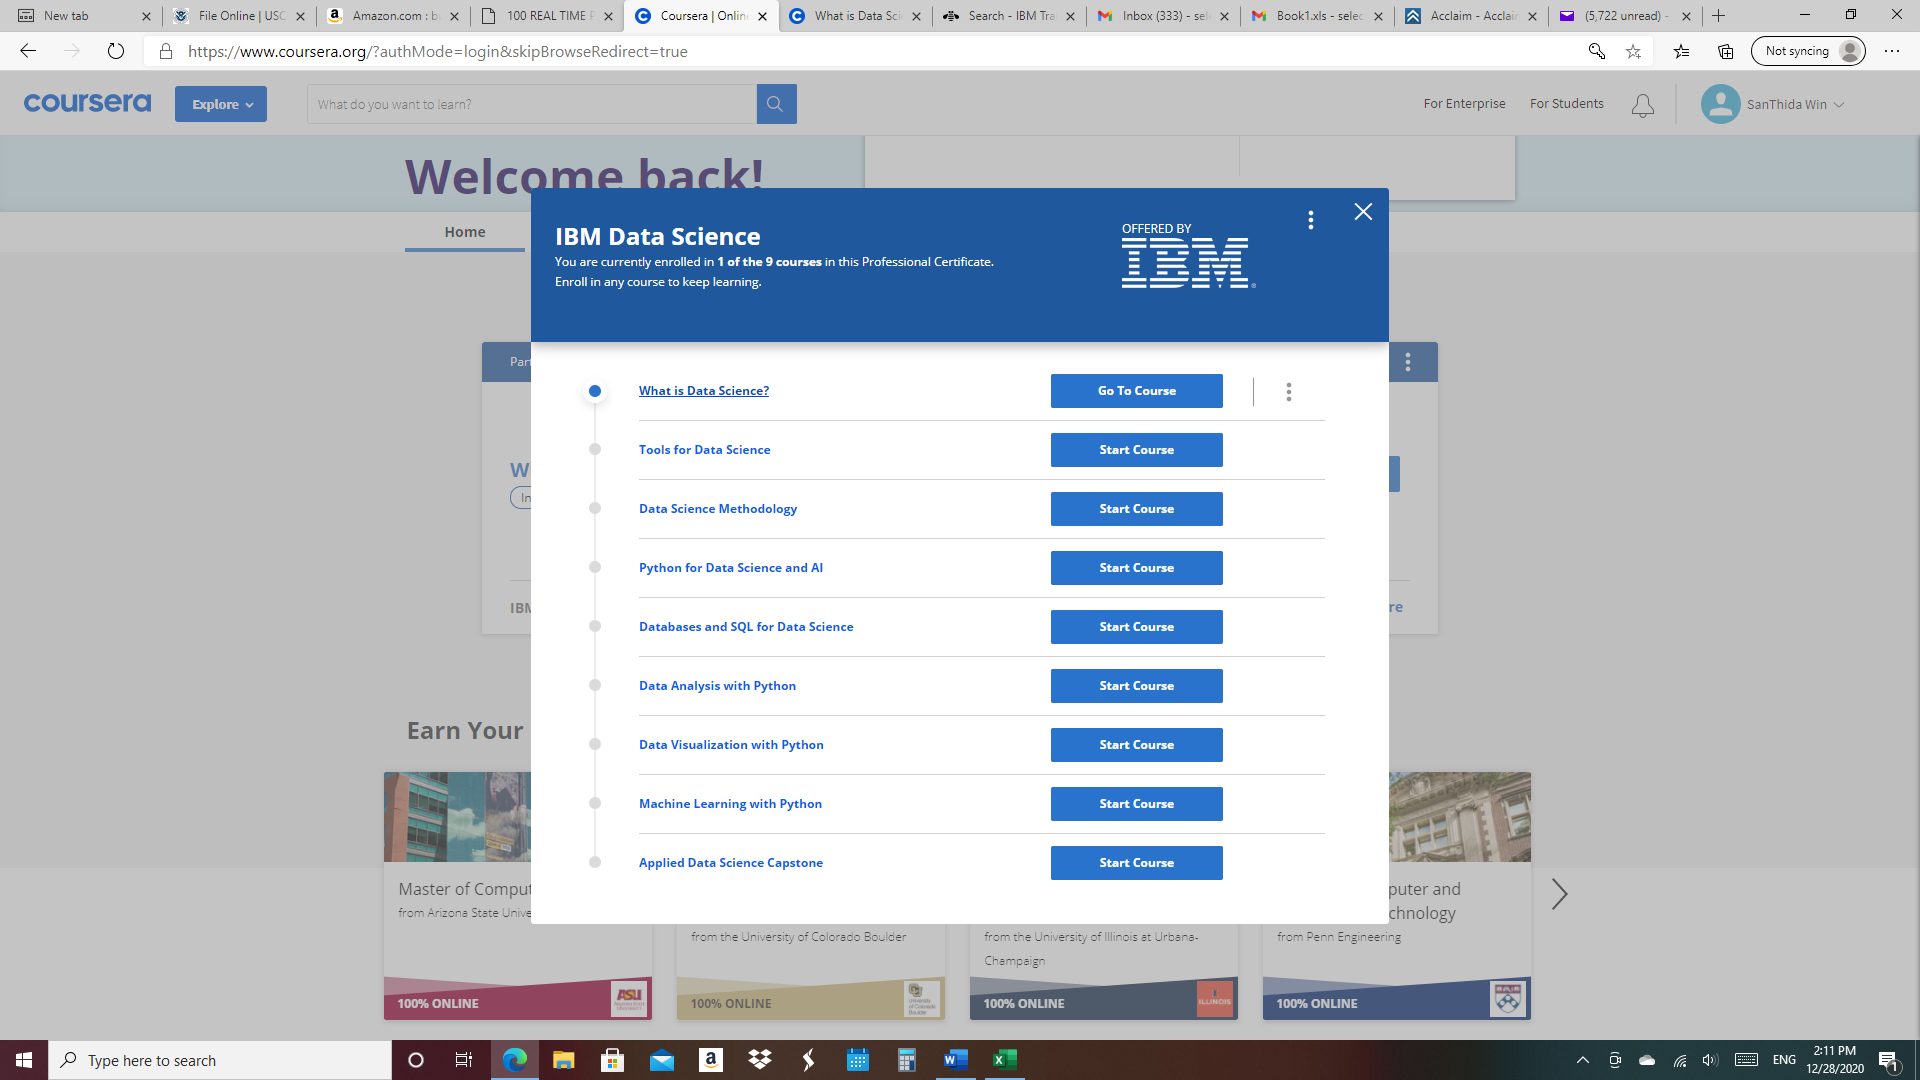 New tab
File Online | USC
Amazon.com : b
100 REAL TIME P
Coursera | Online
What is Data Sci
Search - IBM Tra
Inbox (333) - sel
Book1.xls - selec
Acclaim - Acclai
(5,722 unread) -
https://www.coursera.org/?authMode=login&skipBrowseRedirect=true
Not syncing
coursera
Explore
What do you want to learn?
For Enterprise
For Students
SanThida Win
Welcome back!
Home
IBM Data Science
You are currently enrolled in 1 of the 9 courses in this Professional Certificate.
Enroll in any course to keep learning.
OFFERED BY
IBM
Par
W
In
IBM
re
What is Data Science?
Go To Course
Tools for Data Science
Start Course
Data Science Methodology
Start Course
Python for Data Science and AI
Start Course
Databases and SQL for Data Science
Start Course
Data Analysis with Python
Start Course
Data Visualization with Python
Start Course
Machine Learning with Python
Start Course
Applied Data Science Capstone
Start Course
Earn Your
Master of Comput
from Arizona State Unive
100% ONLINE
ASU
from the University of Colorado Boulder
100% ONLINE
University of Colorado Boulder
from the University of Illinois at Urbana-
Champaign
100% ONLINE
ILLINOIS
puter and
chnology
from Penn Engineering
100% ONLINE
Type here to search
ENG
2:11 PM
12/28/2020
1